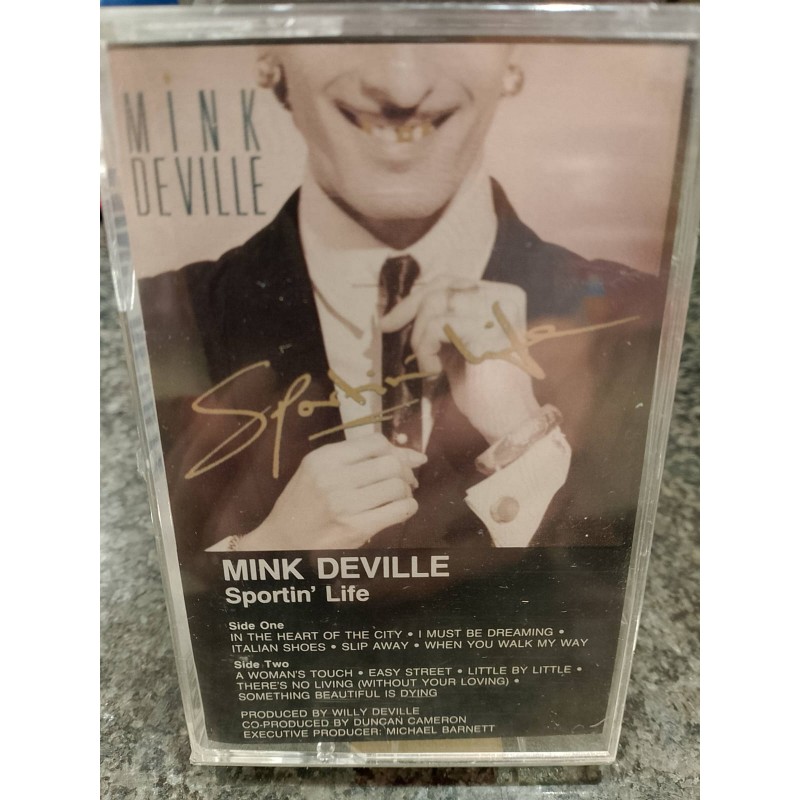 MINK
DEVILLE
Sportin' Life
MINK DEVILLE
Sportin' Life
Side One
IN THE HEART OF THE CITY • I MUST BE DREAMING •
ITALIAN SHOES • SLIP AWAY • WHEN YOU WALK MY WAY
Side Two
A WOMAN'S TOUCH • EASY STREET • LITTLE BY LITTLE •
THERE'S NO LIVING (WITHOUT YOUR LOVING) •
SOMETHING BEAUTIFUL IS DYING
PRODUCED BY WILLY DEVILLE
CO-PRODUCED BY DUNCAN CAMERON
EXECUTIVE PRODUCER: MICHAEL BARNETT